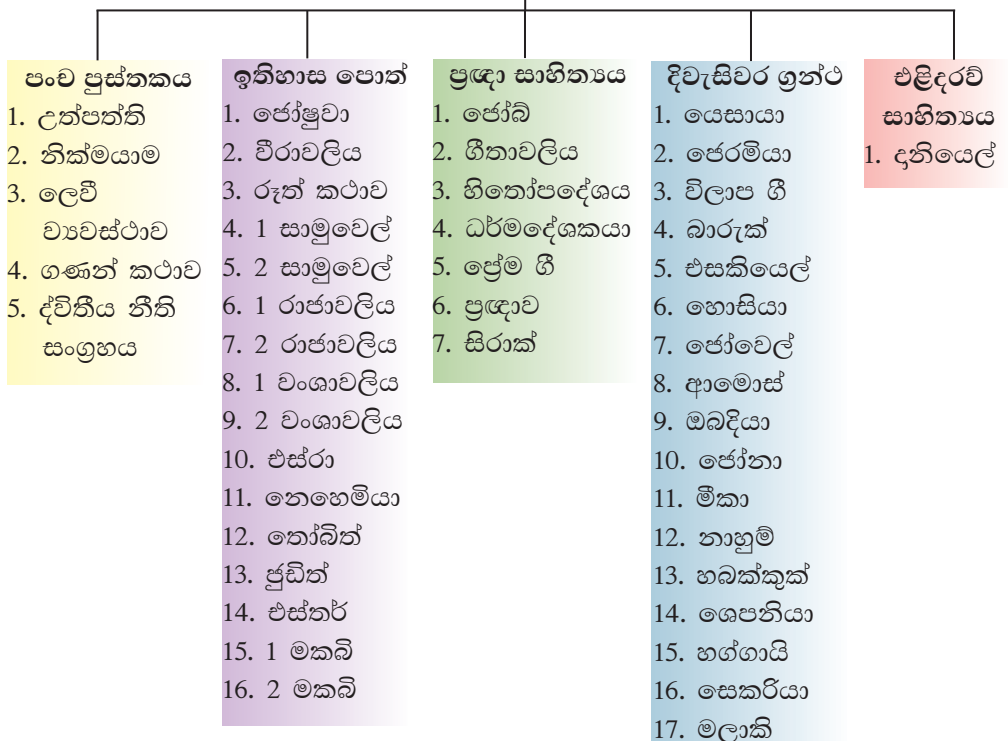 පංච පුස්තකය
1. උත්පත්ති
2. නික්මයාම
3. ලෙවී
ව්‍යවස්ථාව
4. ගණන් කථාව
5. ද්විතීය නීති
සංග්‍රහය
ඉතිහාස පොත්
1. ජෝෂුවා
2. වීරාවලිය
3. රූත් කථාව
4. 1 සාමුවෙල්
5. 2 සාමුවෙල්
6. 1 රාජාවලිය
7. 2 රාජාවලිය
8. 1 වංශාවලිය
9. 2 වංශාවලිය
10. එස්රා
11. නෙහෙමියා
12. තෝබිත්
13. ජුඩිත්
14. එස්තර්
15. 1 මකබි
16. 2 මකබි
ප්‍රඥා සාහිත්‍යය
1. ජෝබ්
2. ගීතාවලිය
3. හිතෝපදේශය
4. ධර්මදේශකයා
5. ප්‍රේම ගී
6. ප්‍රඥාව
7. සිරාක්
දිවැසිවර ග්‍රන්ථ
1. යෙසායා
2. ජෙරමියා
3. විලාප ගී
4. බාරුක්
5. එසකියෙල්
6. හොසියා
7. ජෝවෙල්
8. ආමොස්
9. ඔබදියා
10. ජෝනා
11. මීකා
12. නාහුම්
13. හබක්කුක්
14. ශෙපනියා
15. හග්ගායි
16. සෙකරියා
17. මලාකි
එළිදරව්
සාහිත්‍යය
1. දානියෙල්